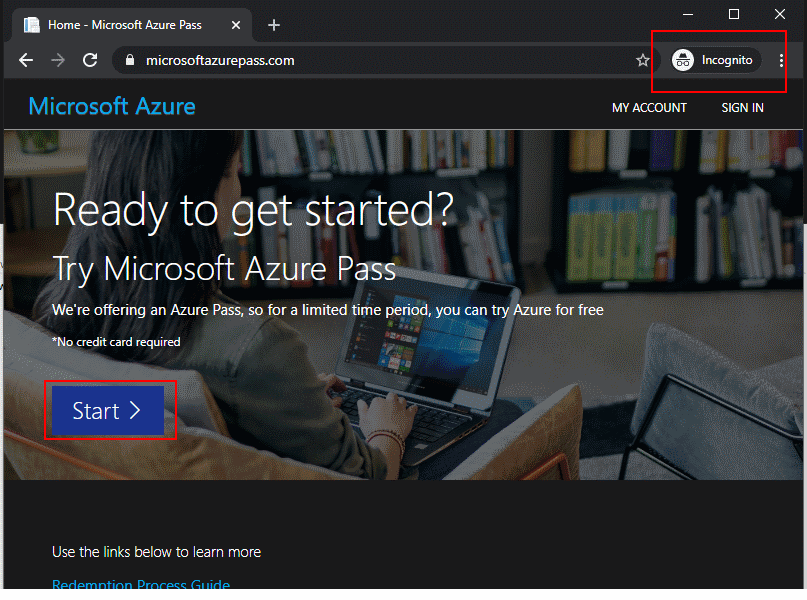 Home - Microsoft Azure Pass
microsoftazurepass.com
Incognito
Microsoft Azure
MY ACCOUNT
SIGN IN
Ready to get started?
Try Microsoft Azure Pass
We're offering an Azure Pass, so for a limited time period, you can try Azure for free
*No credit card required
Start
Use the links below to learn more
Redemption Process Guide